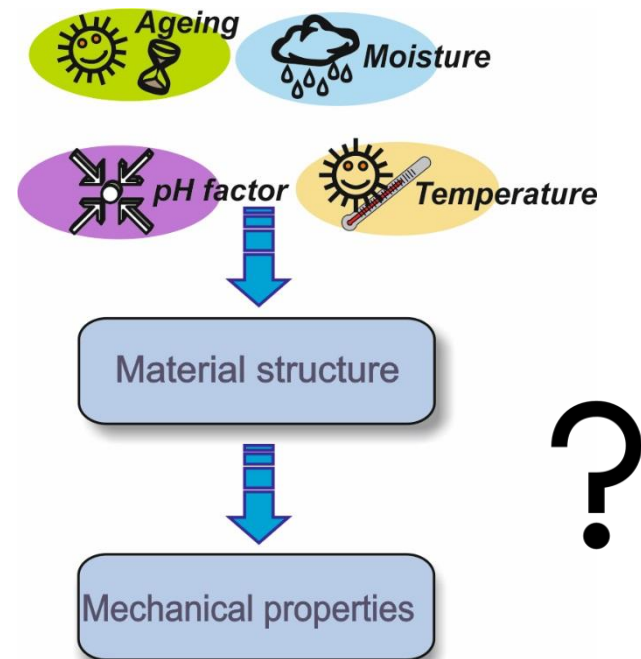 Ageing
Moisture
pH factor
Temperature
Material structure
?
Mechanical properties